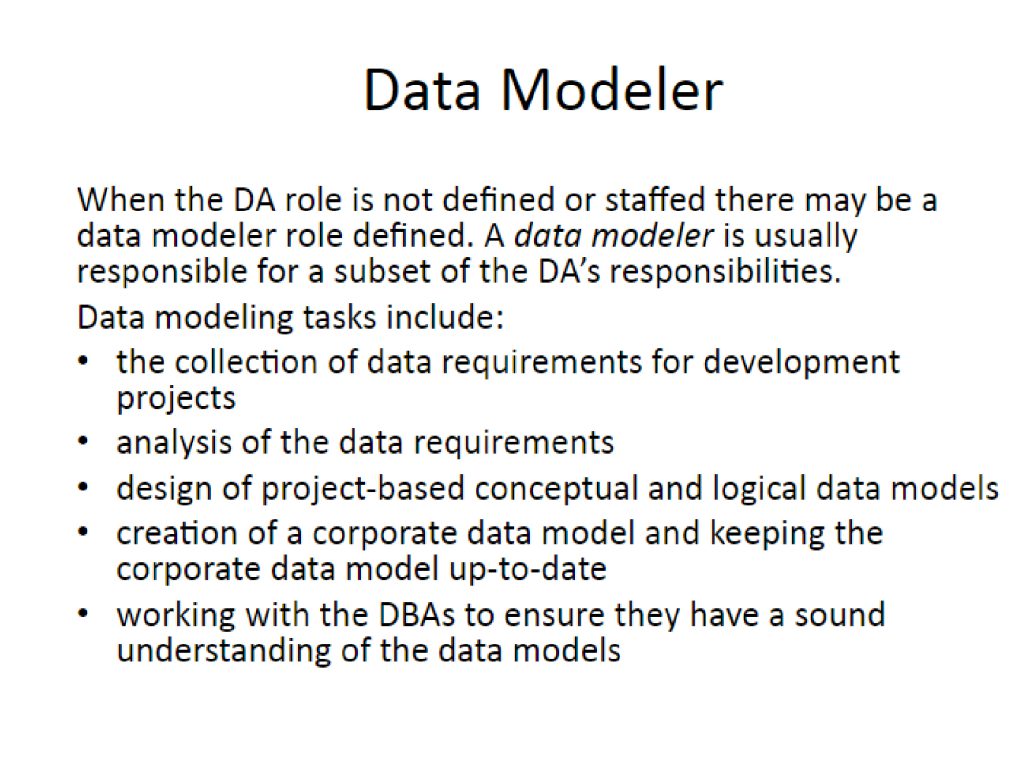 Data Modeler
When the DA role is not defined or staffed there may be a
data modeler role defined. A data modeler is usually
responsible for a subset of the DA’s responsibilities.
Data modeling tasks include:
• the collection of data requirements for development
projects
• analysis of the data requirements
• design of project-based conceptual and logical data models
• creation of a corporate data model and keeping the
corporate data model up-to-date
• working with the DBAs to ensure they have a sound
understanding of the data models